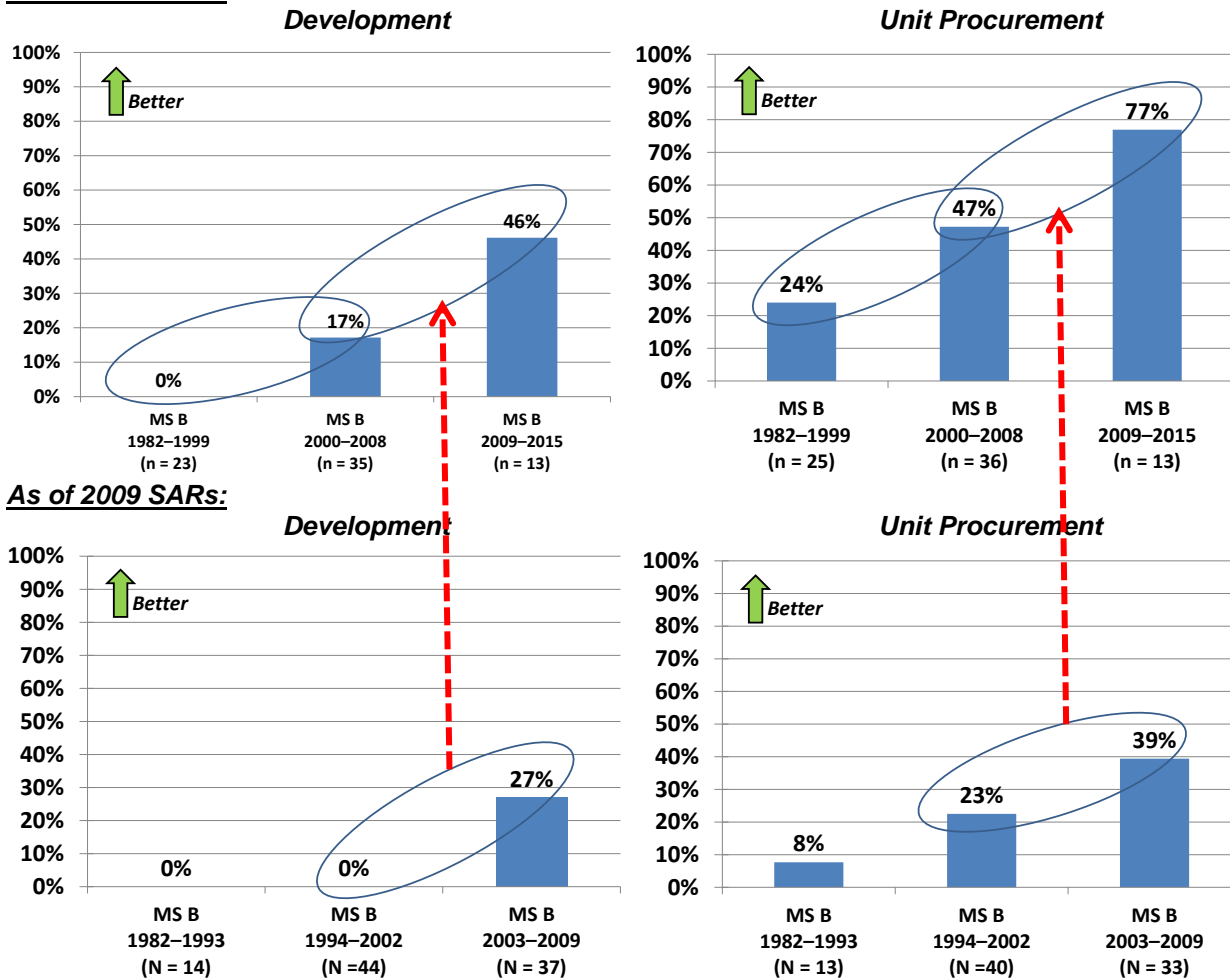 Development
100%
90%
80%
70%
60%
50%
40%
30%
20%
10%
0%
Better
0%
17%
46%
MS B
1982–1999
(n = 23)
MS B
2000–2008
(n = 35)
MS B
2009–2015
(n = 13)
Unit Procurement
100%
90%
80%
70%
60%
50%
40%
30%
20%
10%
0%
Better
24%
47%
77%
MS B
1982–1999
(n = 25)
MS B
2000–2008
(n = 36)
MS B
2009–2015
(n = 13)
As of 2009 SARs:
Development
100%
90%
80%
70%
60%
50%
40%
30%
20%
10%
0%
Better
0%
0%
27%
MS B
1982–1993
(N = 14)
MS B
1994–2002
(N =44)
MS B
2003–2009
(N = 37)
Unit Procurement
100%
90%
80%
70%
60%
50%
40%
30%
20%
10%
0%
Better
8%
23%
39%
MS B
1982–1993
(N = 13)
MS B
1994–2002
(N =40)
MS B
2003–2009
(N = 33)